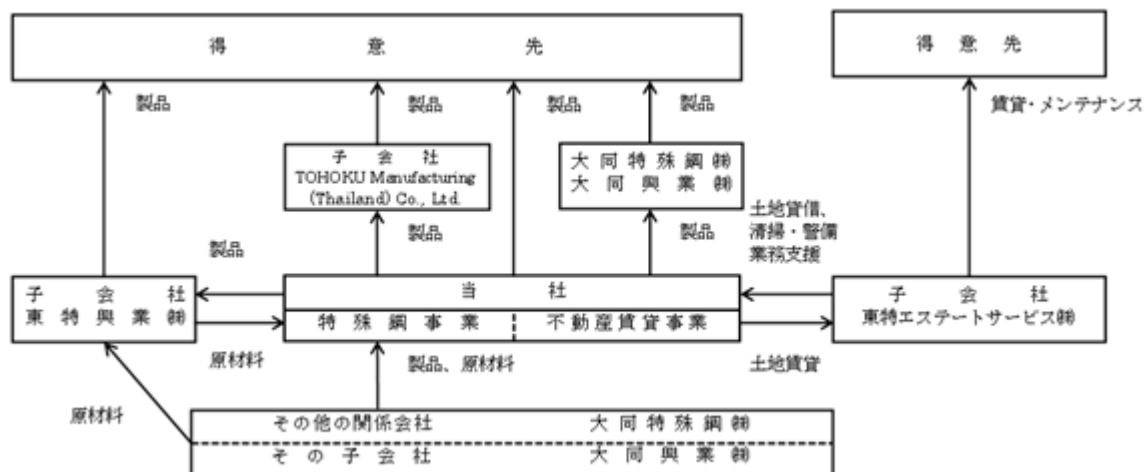 得意先
得意先
製品
製品
製品
製品
賃貸・メンテナンス
子会社
TOHOKU Manufacturing
(Thailand) Co., Ltd.
大同特殊鋼㈱
大同興業㈱
製品
製品
製品
土地賃借、
清掃・警備
業務支援
子会社
東特興業㈱
当社
特殊鋼事業
不動産賃貸事業
子会社
東特エステートサービス㈱
原材料
製品、原材料
土地賃貸
原材料
その他の関係会社 大同特殊鋼㈱
その子会社 大同興業㈱